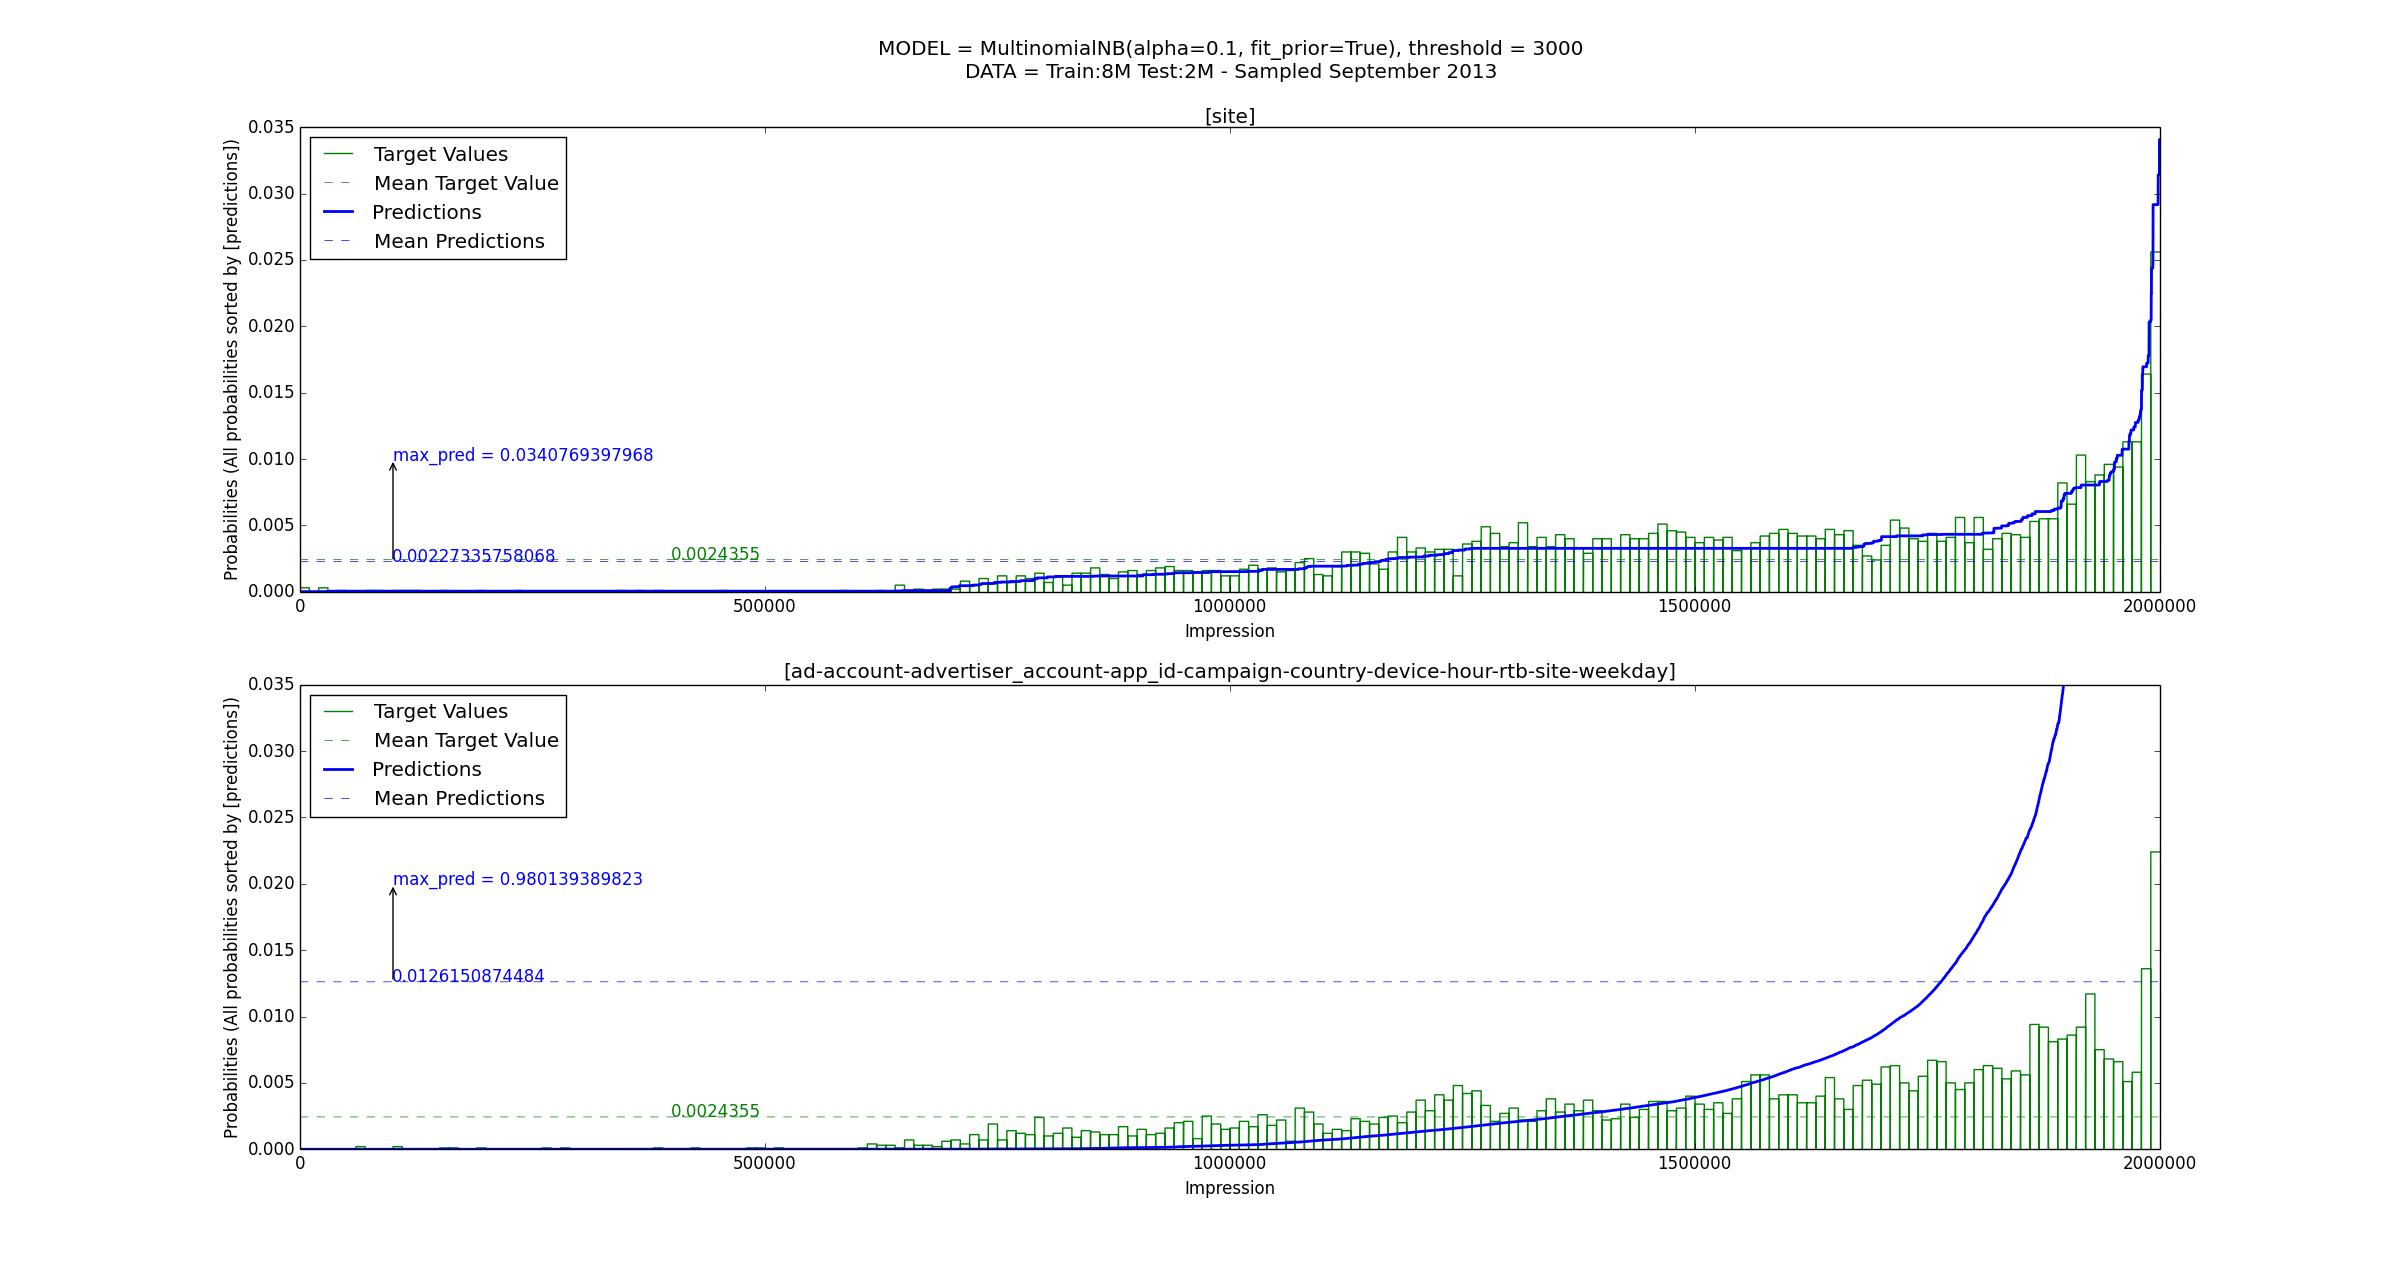 MODEL = MultinomialNB(alpha=0.1, fit_prior=True), threshold = 3000
DATA = Train:8M Test:2M - Sampled September 2013
[site]
Probabilities (All probabilities sorted by [predictions])
0.035
0.030
0.025
0.020
0.015
0.010
0.005
0.000
Target Values
Mean Target Value
Predictions
Mean Predictions
max_pred = 0.0340769397968
0.00227335758068
0.0024355
0
500000
1000000
1500000
2000000
Impression
[ad-account-advertiser_account-app_id-campaign-country-device-hour-rtb-site-weekday]
Probabilities (All probabilities sorted by [predictions])
0.035
0.030
0.025
0.020
0.015
0.010
0.005
0.000
Target Values
Mean Target Value
Predictions
Mean Predictions
max_pred = 0.980139389823
0.0126150874484
0.0024355
0
500000
1000000
1500000
2000000
Impression